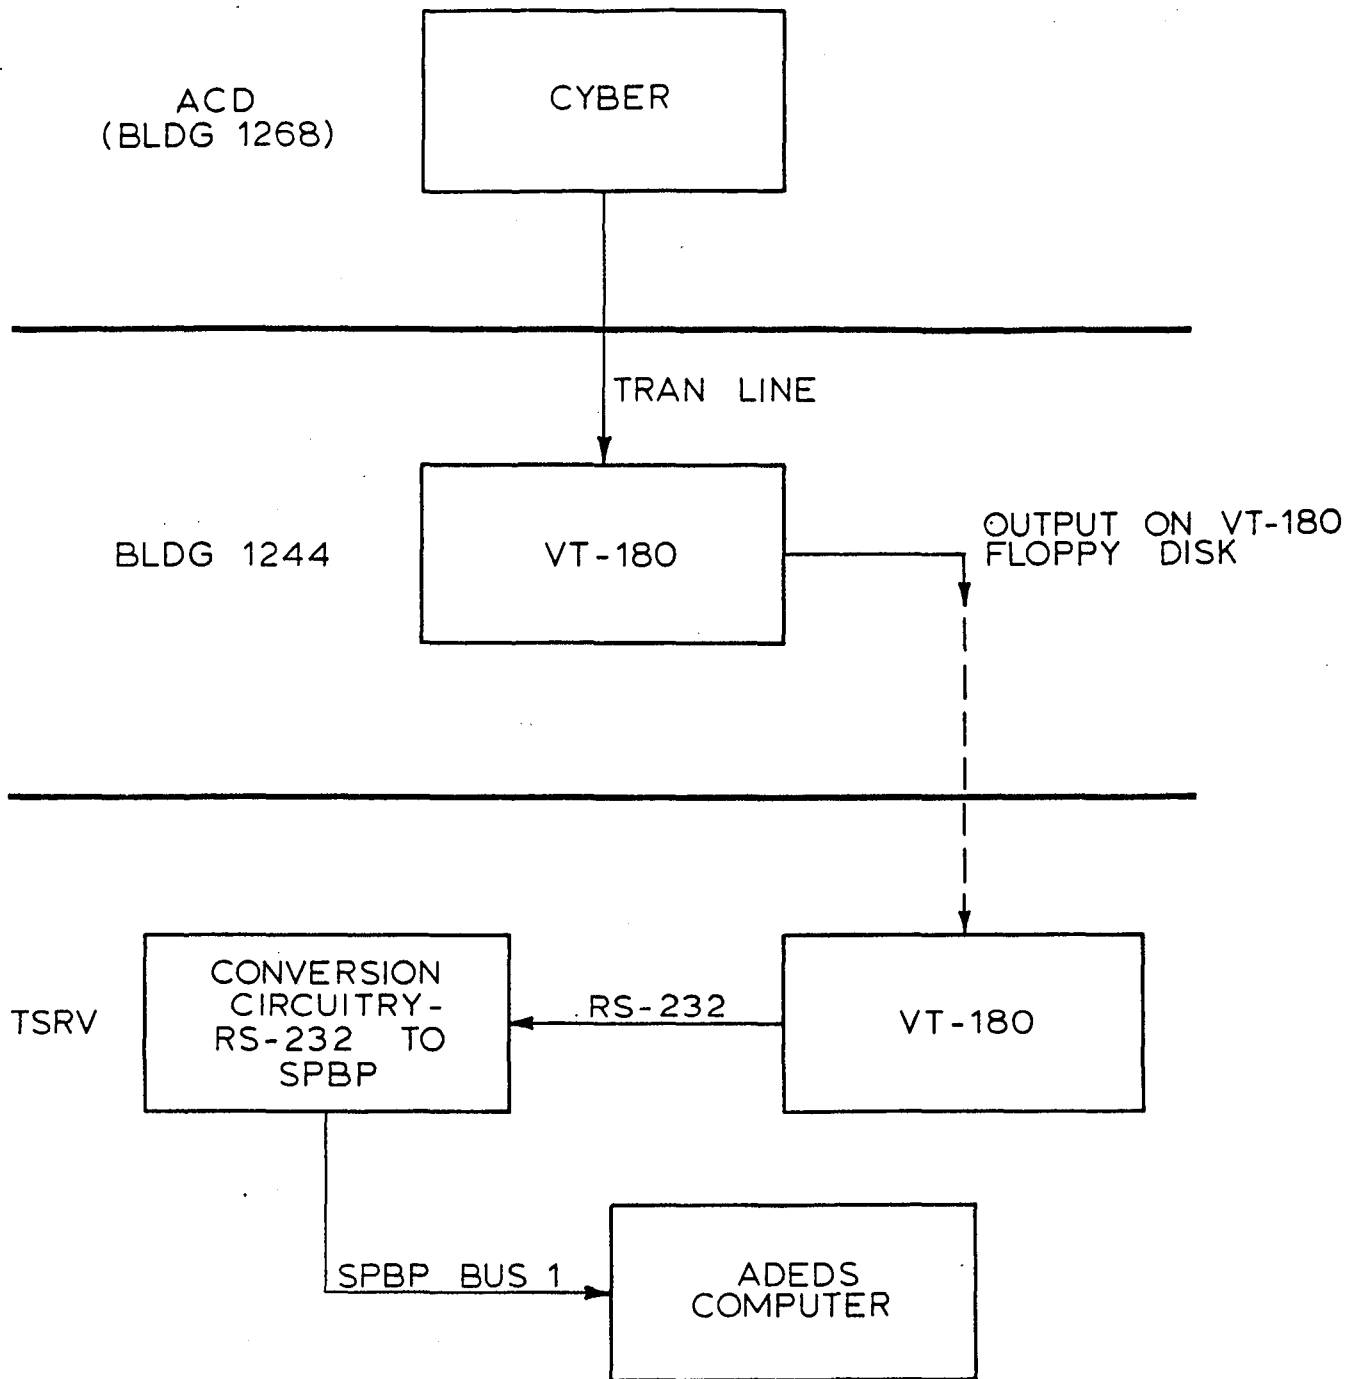 ACD
(BLDG 1268)
CYBER
TRAN LINE
BLDG 1244
VT-180
OUTPUT ON VT-180
FLOPPY DISK
TSRV
CONVERSION
CIRCUITRY-
RS-232 TO
SPBP
RS-232
VT-180
SPBP BUS 1
ADEDS
COMPUTER